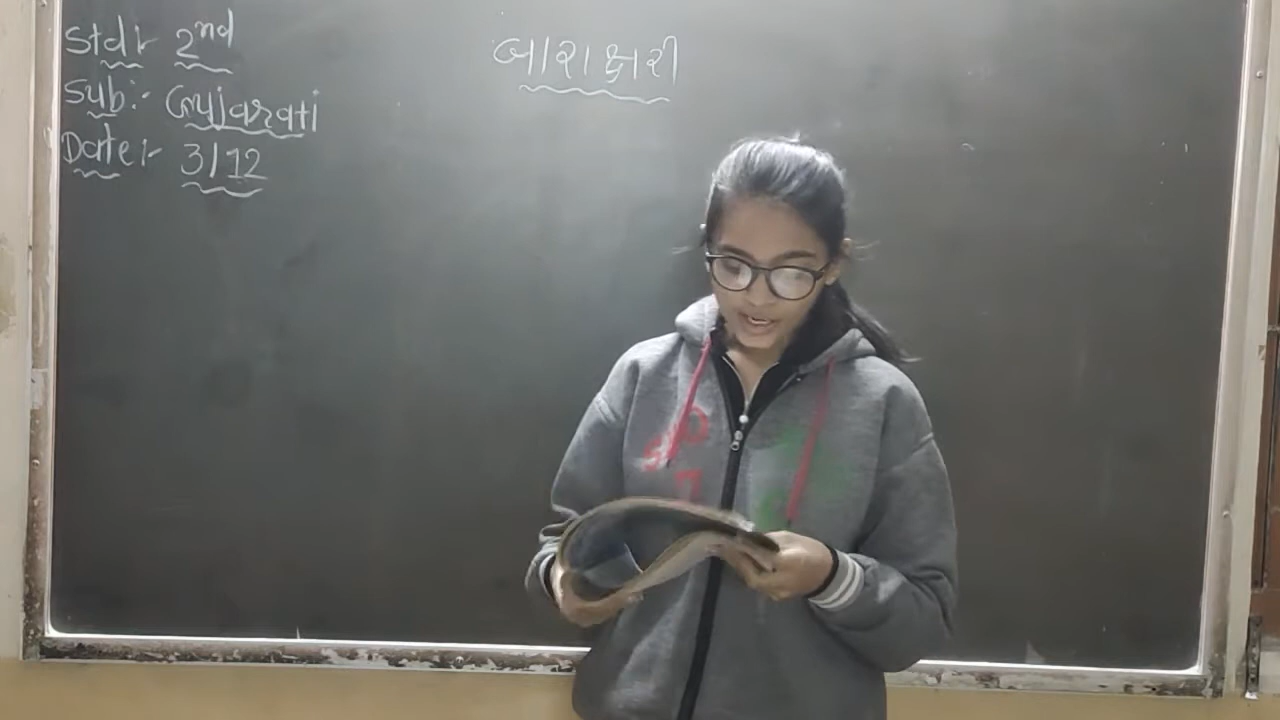 Std:- 2nd
Sub:- Gujarati
Date:- 3/12
બારાક્ષરી